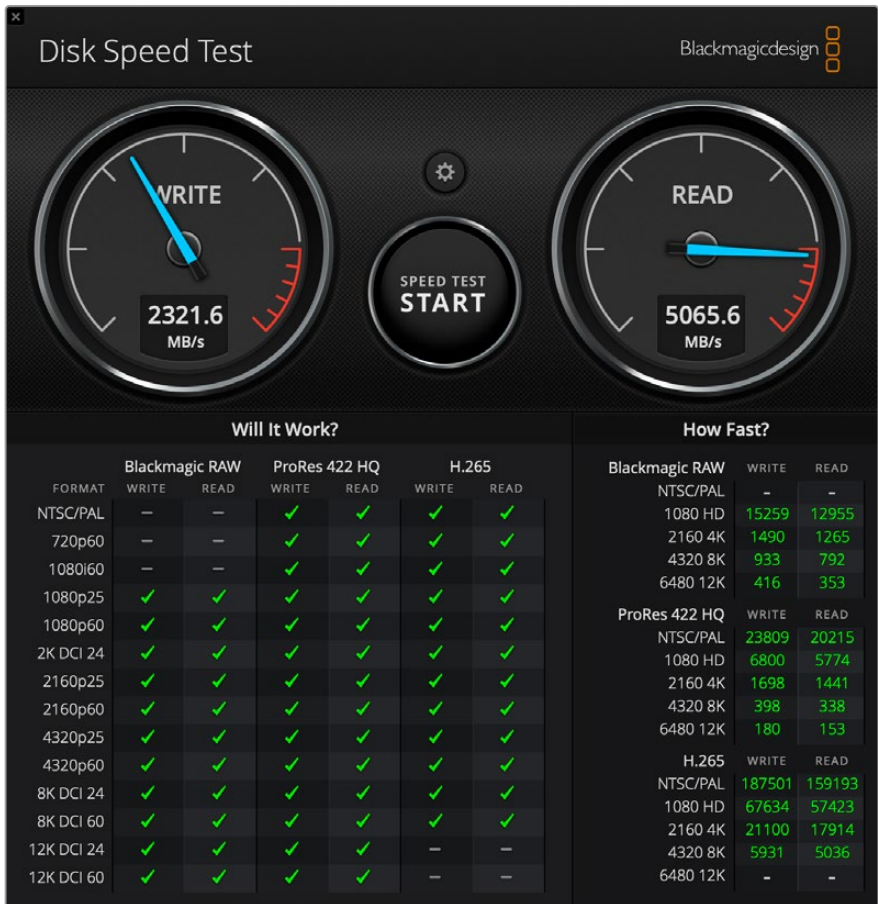 Disk Speed Test
Blackmagicdesign
WRITE
2321.6
MB/s
SPEED TEST
START
READ
5065.6
MB/s
Will It Work?
Blackmagic RAW ProRes 422 HQ H.265
FORMAT WRITE READ WRITE READ WRITE READ
NTSC/PAL – – ✓ ✓ ✓ ✓
720p60 – – ✓ ✓ ✓ ✓
1080i60 – – ✓ ✓ ✓ ✓
1080p25 ✓ ✓ ✓ ✓ ✓ ✓
1080p60 ✓ ✓ ✓ ✓ ✓ ✓
2K DCI 24 ✓ ✓ ✓ ✓ ✓ ✓
2160p25 ✓ ✓ ✓ ✓ ✓ ✓
2160p60 ✓ ✓ ✓ ✓ ✓ ✓
4320p25 ✓ ✓ ✓ ✓ ✓ ✓
4320p60 ✓ ✓ ✓ ✓ ✓ ✓
8K DCI 24 ✓ ✓ ✓ ✓ ✓ ✓
8K DCI 60 ✓ ✓ ✓ ✓ ✓ ✓
12K DCI 24 ✓ ✓ ✓ ✓ – –
12K DCI 60 ✓ ✓ ✓ ✓ – –
How Fast?
Blackmagic RAW WRITE READ
NTSC/PAL - -
1080 HD 15259 12955
2160 4K 1490 1265
4320 8K 933 792
6480 12K 416 353
ProRes 422 HQ WRITE READ
NTSC/PAL 23809 20215
1080 HD 6800 5774
2160 4K 1698 1441
4320 8K 398 338
6480 12K 180 153
H.265 WRITE READ
NTSC/PAL 187501 159193
1080 HD 67634 57423
2160 4K 21100 17914
4320 8K 5931 5036
6480 12K - -